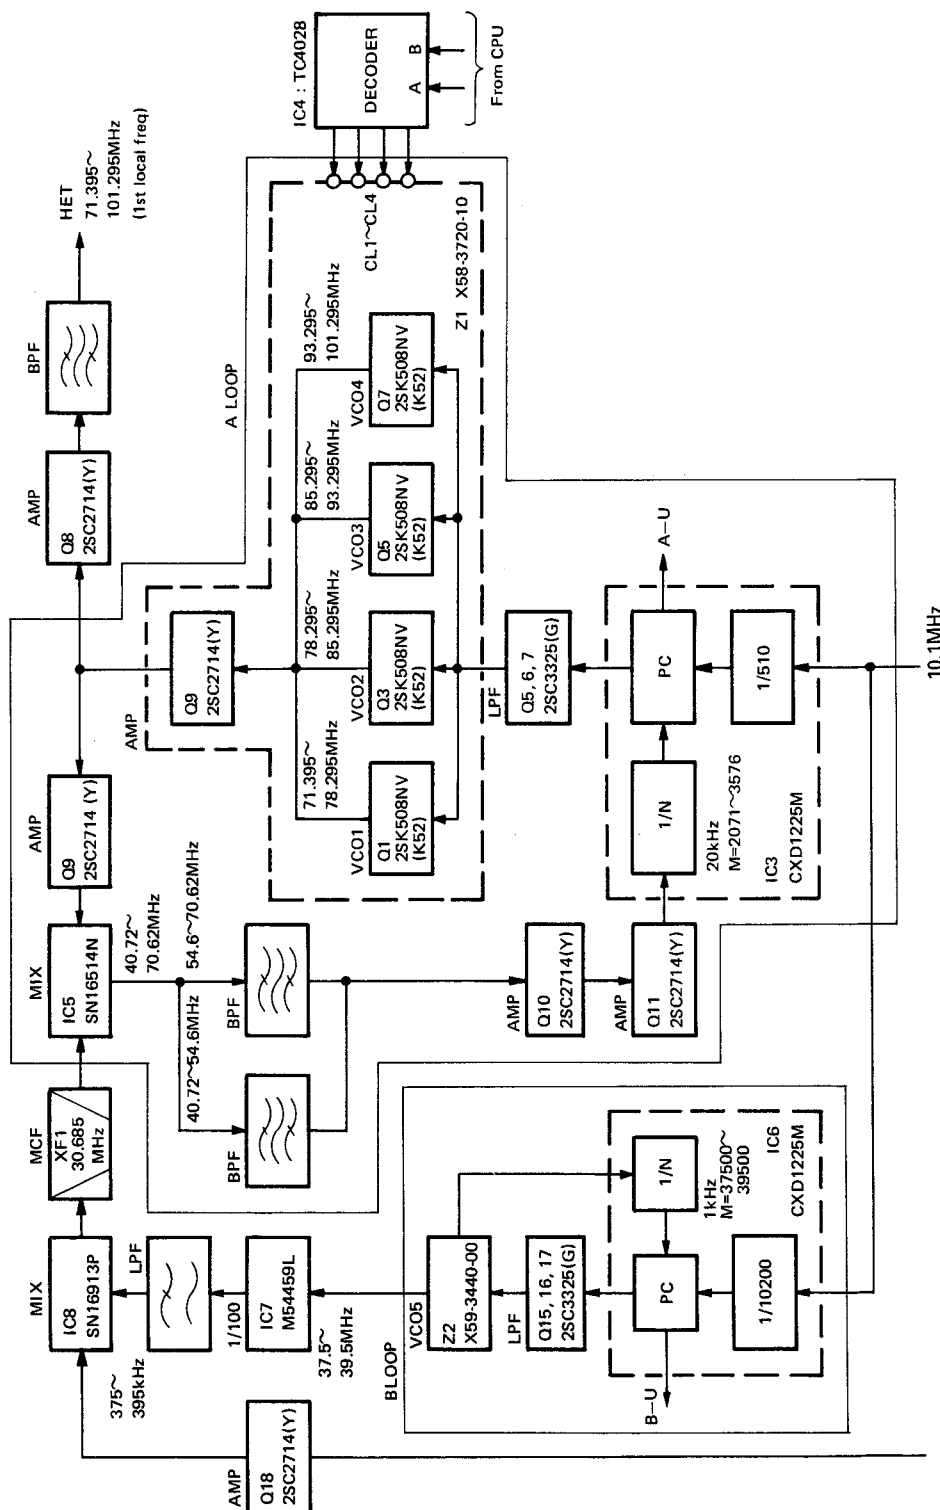 MIX
IC8
SN16913P
375~
395kHz
LPF
AMP
Q18
2SC2714(Y)
MCF
XF1
30.685
MHz
MIX
IC5
SN16514N
40.72~
70.62MHz
AMP
Q9
2SC2714 (Y)
AMP
Q8
2SC2714(Y)
BPF
HET
71.395~
101.295MHz
(1st local freq)
1/100
IC7
M54459L
37.5~
39.5MHz
40.72~54.6MHz
54.6~70.62MHz
BPF
BPF
AMP
Q9
2SC2714(Y)
A LOOP
IC4 : TC4028
DECODER
A
B
From CPU
CL1~CL4
Z1 X58-3720-10
71.395~
78.295MHz
VCO1
Q1
2SK508NV
(K52)
78.295~
85.295MHz
VCO2
Q3
2SK508NV
(K52)
85.295~
93.295MHz
VCO3
Q5
2SK508NV
(K52)
93.295~
101.295MHz
VCO4
Q7
2SK508NV
(K52)
BLOOP
VCO5
Z2
X59-3440-00
LPF
Q15, 16, 17
2SC3325(G)
AMP
Q10
2SC2714(Y)
AMP
Q11
2SC2714(Y)
LPF
Q5, 6, 7
2SC3325(G)
B-U
PC
1/N
1kHz
M=37500~
39500
IC6
CXD1225M
1/10200
1/N
20kHz
M=2071~3576
IC3
CXD1225M
PC
A-U
1/510
10.1MHz